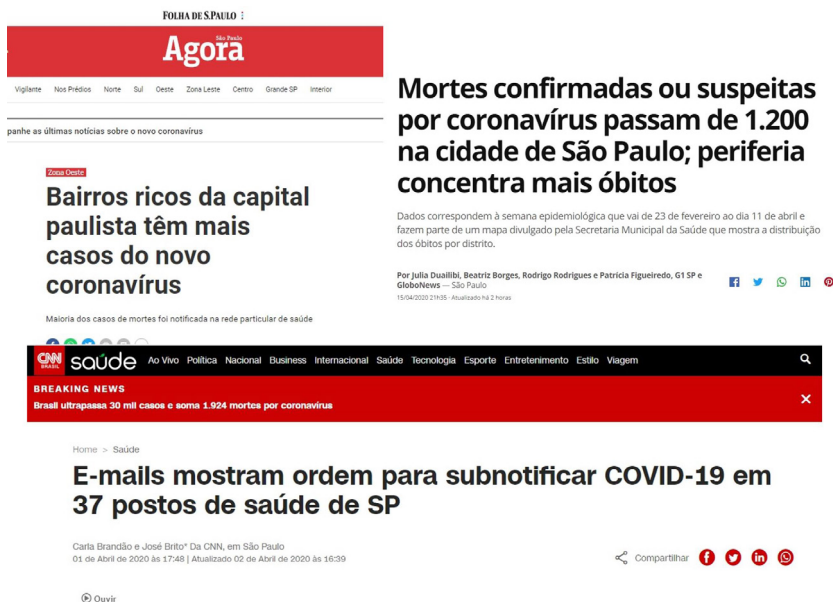 FOLHA DE S.PAULO
São Paulo
Agora
Vigilante Nos Prédios Norte Sul Oeste Zona Leste Centro Grande SP Interior
panhe as últimas notícias sobre o novo coronavírus
Zona Oeste
Bairros ricos da capital
paulista têm mais
casos do novo
coronavírus
Maioria dos casos de mortes foi notificada na rede particular de saúde
Mortes confirmadas ou suspeitas
por coronavírus passam de 1.200
na cidade de São Paulo; periferia
concentra mais óbitos
Dados correspondem à semana epidemiológica que vai de 23 de fevereiro ao dia 11 de abril e
fazem parte de um mapa divulgado pela Secretaria Municipal da Saúde que mostra a distribuição
dos óbitos por distrito.
Por Julia Duailibi, Beatriz Borges, Rodrigo Rodrigues e Patrícia Figueiredo, G1 SP e
GloboNews — São Paulo
15/04/2020 21h35 · Atualizado há 2 horas
CNN
BRASIL
saúde
Ao Vivo Política Nacional Business Internacional Saúde Tecnologia Esporte Entretenimento Estilo Viagem
BREAKING NEWS
Brasil ultrapassa 30 mil casos e soma 1.924 mortes por coronavírus
Home > Saúde
E-mails mostram ordem para subnotificar COVID-19 em
37 postos de saúde de SP
Carla Brandão e José Brito* Da CNN, em São Paulo
01 de Abril de 2020 às 17:48 | Atualizado 02 de Abril de 2020 às 16:39
Compartilhar
Ouvir